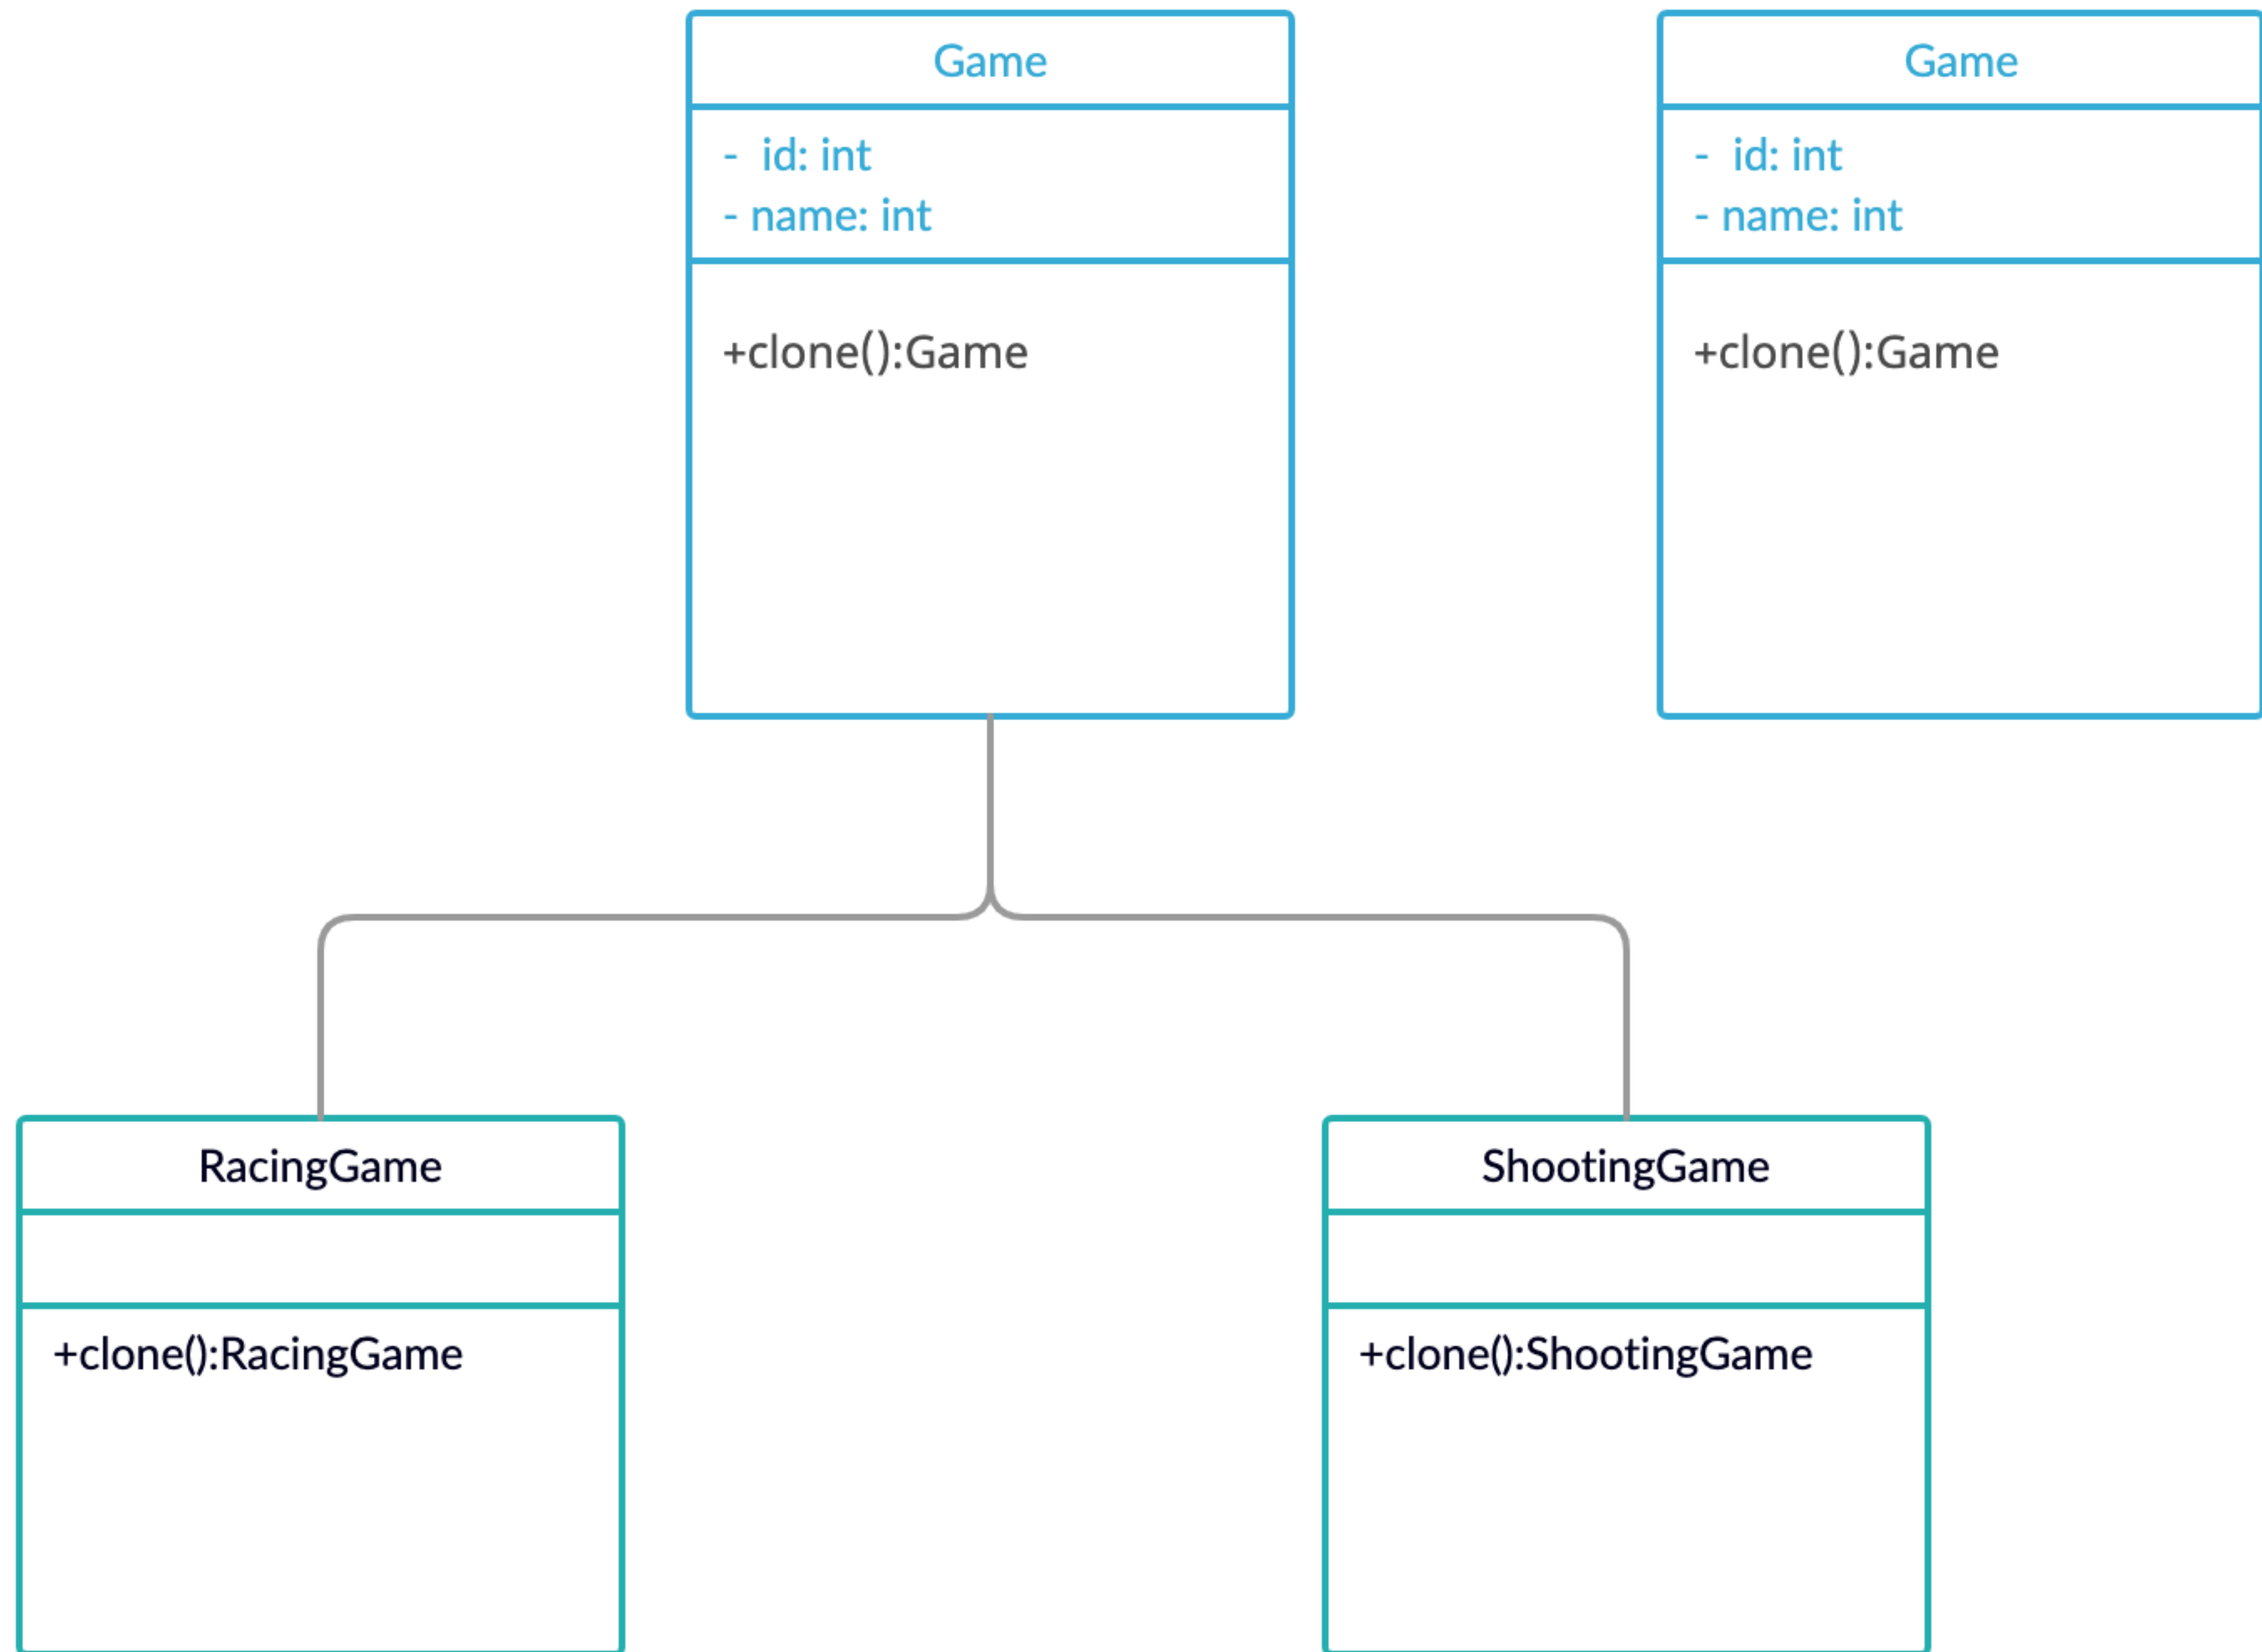 Game
- id: int
- name: int
+clone():Game
Game
- id: int
- name: int
+clone():Game
RacingGame
+clone():RacingGame
ShootingGame
+clone():ShootingGame